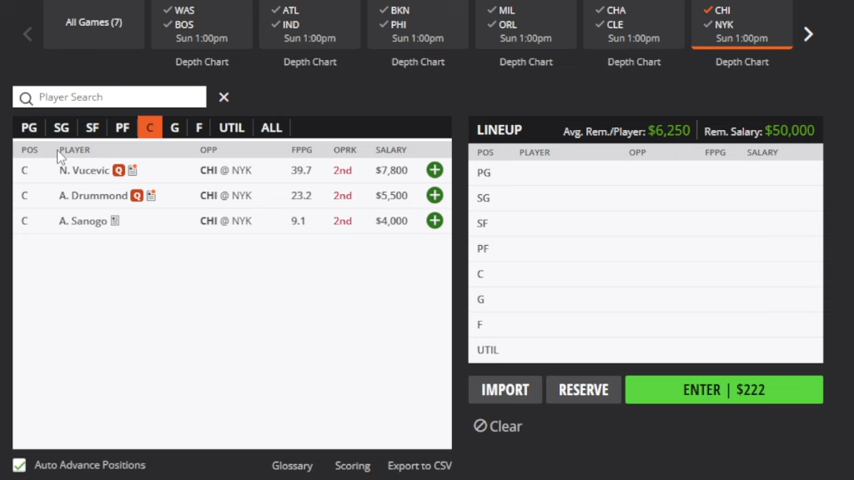 All Games (7)
WAS
BOS
Sun 1:00pm
Depth Chart
ATL
IND
Sun 1:00pm
Depth Chart
BKN
PHI
Sun 1:00pm
Depth Chart
MIL
ORL
Sun 1:00pm
Depth Chart
CHA
CLE
Sun 1:00pm
Depth Chart
CHI
NYK
Sun 1:00pm
Depth Chart
Player Search
PG SG SF PF C G F UTIL ALL
POS PLAYER OPP FPPG OPRK SALARY
C N. Vucevic Q CHI @ NYK 39.7 2nd $7,800
C A. Drummond Q CHI @ NYK 23.2 2nd $5,500
C A. Sanogo CHI @ NYK 9.1 2nd $4,000
Auto Advance Positions Glossary Scoring Export to CSV
LINEUP Avg. Rem./Player: $6,250 Rem. Salary: $50,000
POS PLAYER OPP FPPG SALARY
PG
SG
SF
PF
C
G
F
UTIL
IMPORT RESERVE ENTER | $222
Clear